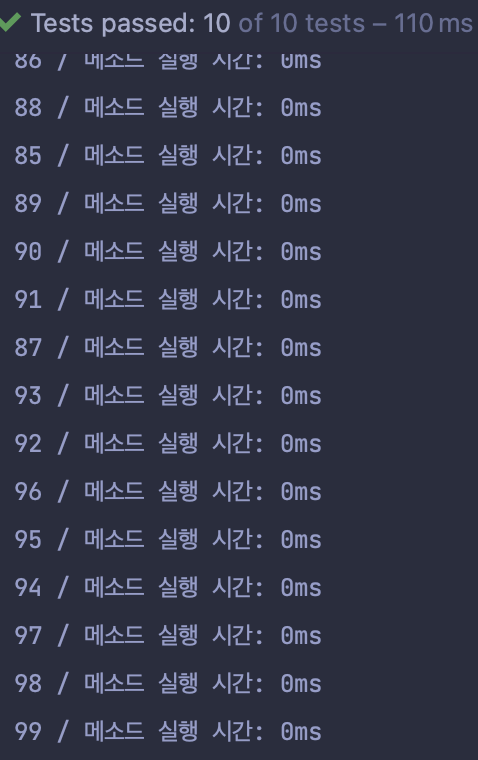 Tests passed: 10 of 10 tests – 110 ms
86 / 메소드 실행 시간: 0ms
88 / 메소드 실행 시간: 0ms
85 / 메소드 실행 시간: 0ms
89 / 메소드 실행 시간: 0ms
90 / 메소드 실행 시간: 0ms
91 / 메소드 실행 시간: 0ms
87 / 메소드 실행 시간: 0ms
93 / 메소드 실행 시간: 0ms
92 / 메소드 실행 시간: 0ms
96 / 메소드 실행 시간: 0ms
95 / 메소드 실행 시간: 0ms
94 / 메소드 실행 시간: 0ms
97 / 메소드 실행 시간: 0ms
98 / 메소드 실행 시간: 0ms
99 / 메소드 실행 시간: 0ms